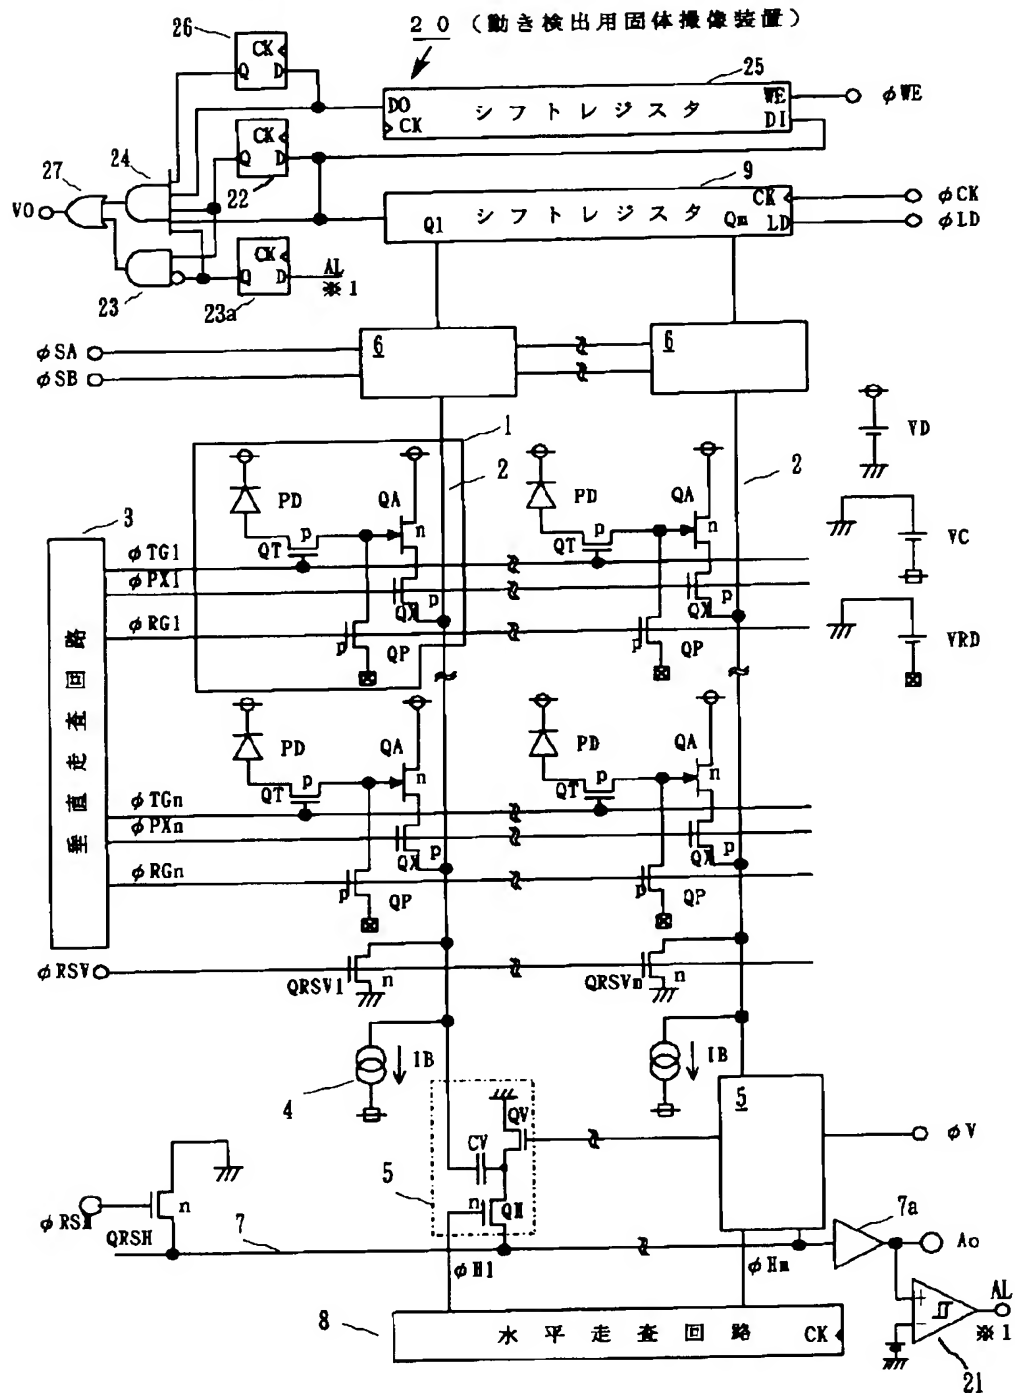 ２０（動き検出用固体撮像装置）
26
CK
Q D
25
DO
CK
シフトレジスタ
WE
DI
φWE
27
24
CK
Q D
22
9
VO
Q1
シフトレジスタ
CK
Qm LD
φCK
φLD
23
CK
Q D
23a
AL
※1
φSA
φSB
6
6
1
2
2
VD
3
PD
QA
n
p
QT
PD
QA
n
p
QT
VC
φTG1
φPX1
QX
p
QX
p
φRG1
p
QP
p
QP
VRD
垂直走査回路
PD
QA
n
p
QT
PD
QA
n
p
QT
φTGn
φPXn
QX
p
QX
p
φRGn
p
QP
p
QP
φRSV
QRSV1
n
QRSVm
n
IB
4
IB
5
QV
CV
φV
5
n
QH
n
φRSH
QRSH
7
7a
Ao
φH1
φHm
8
水平走査回路
CK
+
−
AL
※1
21